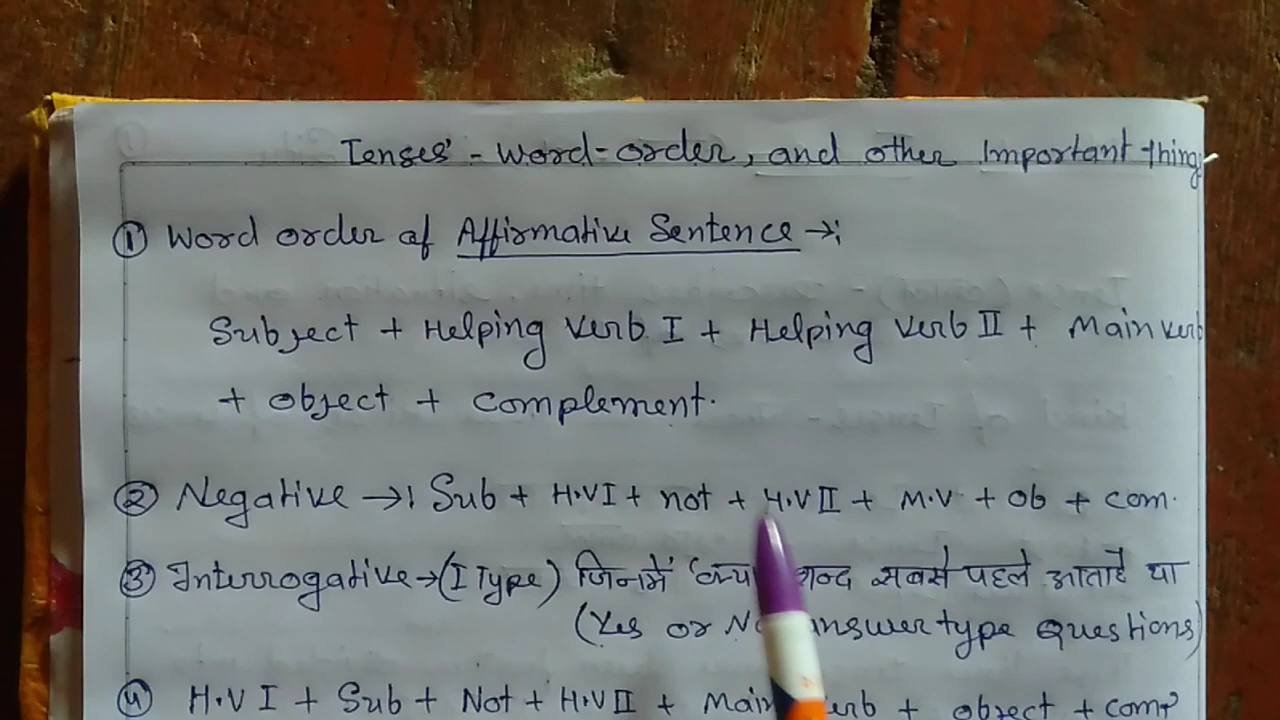 Tenses' - Word-order, and other Important thing
① Word order of Affirmative Sentence →:
Subject + Helping Verb I + Helping Verb II + Main verb
+ object + complement.
② Negative →: Sub + H.V I + not + H.V II + M.V + Ob + com.
③ Interrogative → (I Type) जिनमें शब्द सबसे पहले आता है या
(Yes or No answer type questions)
④ H.V I + Sub + Not + H.V II + Main verb + object + comp?